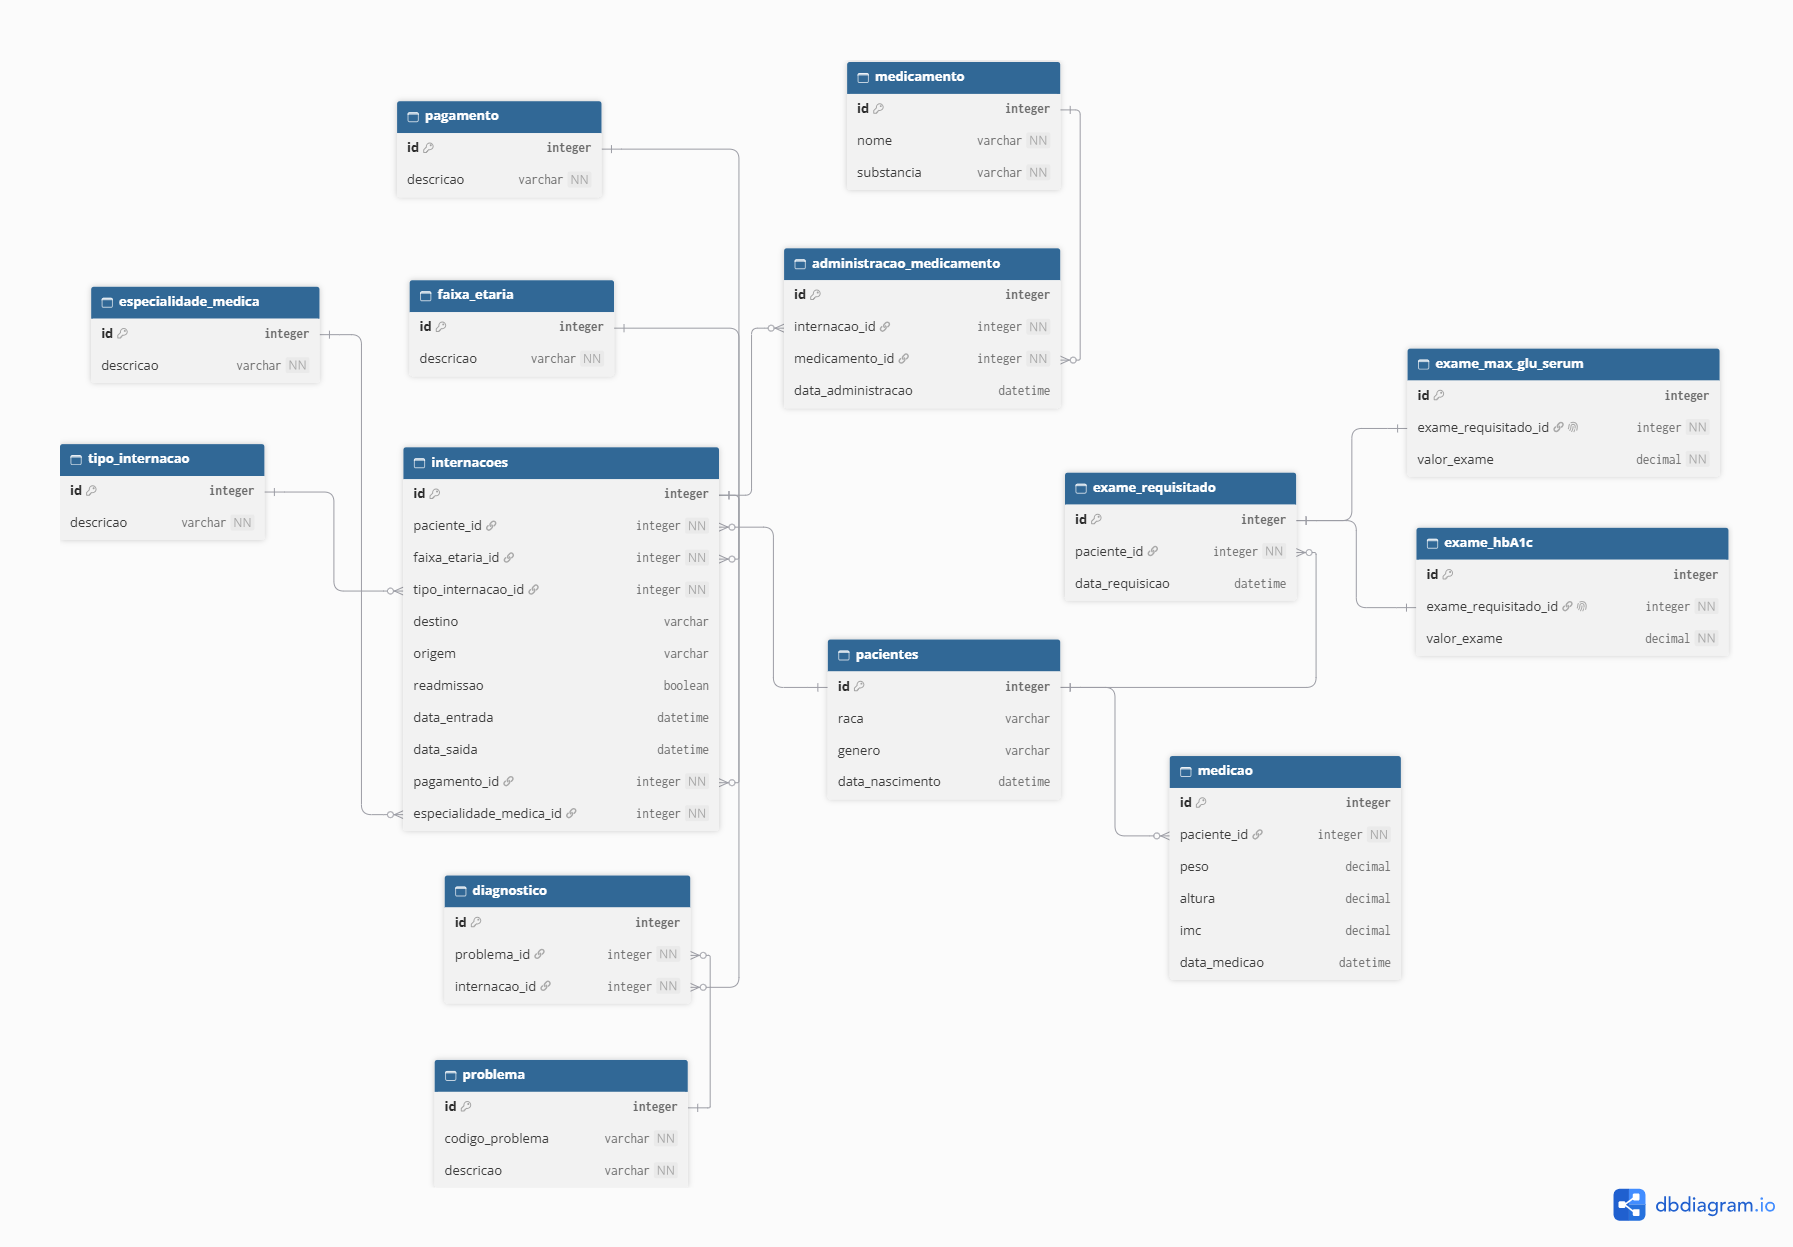 medicamento
id integer
nome varchar NN
substancia varchar NN
pagamento
id integer
descricao varchar NN
administracao_medicamento
id integer
internacao_id integer NN
medicamento_id integer NN
data_administracao datetime
faixa_etaria
id integer
descricao varchar NN
especialidade_medica
id integer
descricao varchar NN
tipo_internacao
id integer
descricao varchar NN
internacoes
id integer
paciente_id integer NN
faixa_etaria_id integer NN
tipo_internacao_id integer NN
destino varchar
origem varchar
readmissao boolean
data_entrada datetime
data_saida datetime
pagamento_id integer NN
especialidade_medica_id integer NN
exame_max_glu_serum
id integer
exame_requisitado_id integer NN
valor_exame decimal NN
exame_requisitado
id integer
paciente_id integer NN
data_requisicao datetime
exame_hbA1c
id integer
exame_requisitado_id integer NN
valor_exame decimal NN
pacientes
id integer
raca varchar
genero varchar
data_nascimento datetime
medicao
id integer
paciente_id integer NN
peso decimal
altura decimal
imc decimal
data_medicao datetime
diagnostico
id integer
problema_id integer NN
internacao_id integer NN
problema
id integer
codigo_problema varchar NN
descricao varchar NN
dbdiagram.io